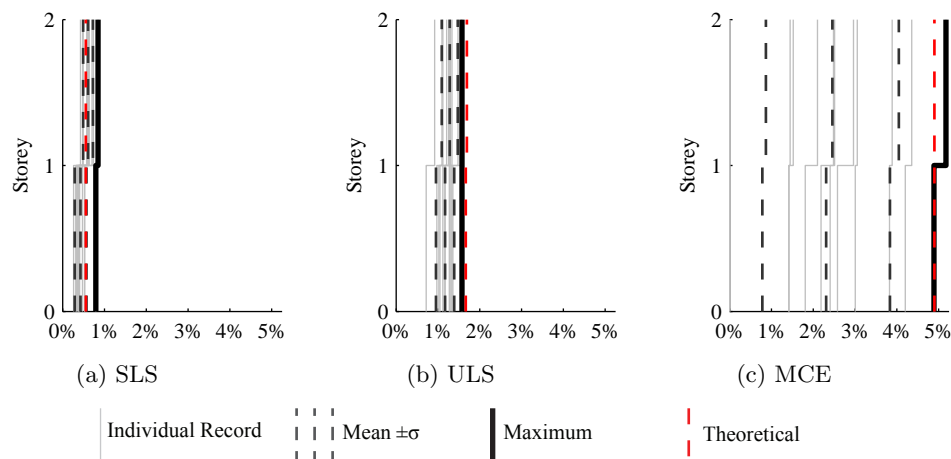 2
1
0
Storey
0% 1% 2% 3% 4% 5%
(a) SLS
2
1
0
Storey
0% 1% 2% 3% 4% 5%
(b) ULS
2
1
0
Storey
0% 1% 2% 3% 4% 5%
(c) MCE
Individual Record Mean ±σ Maximum Theoretical